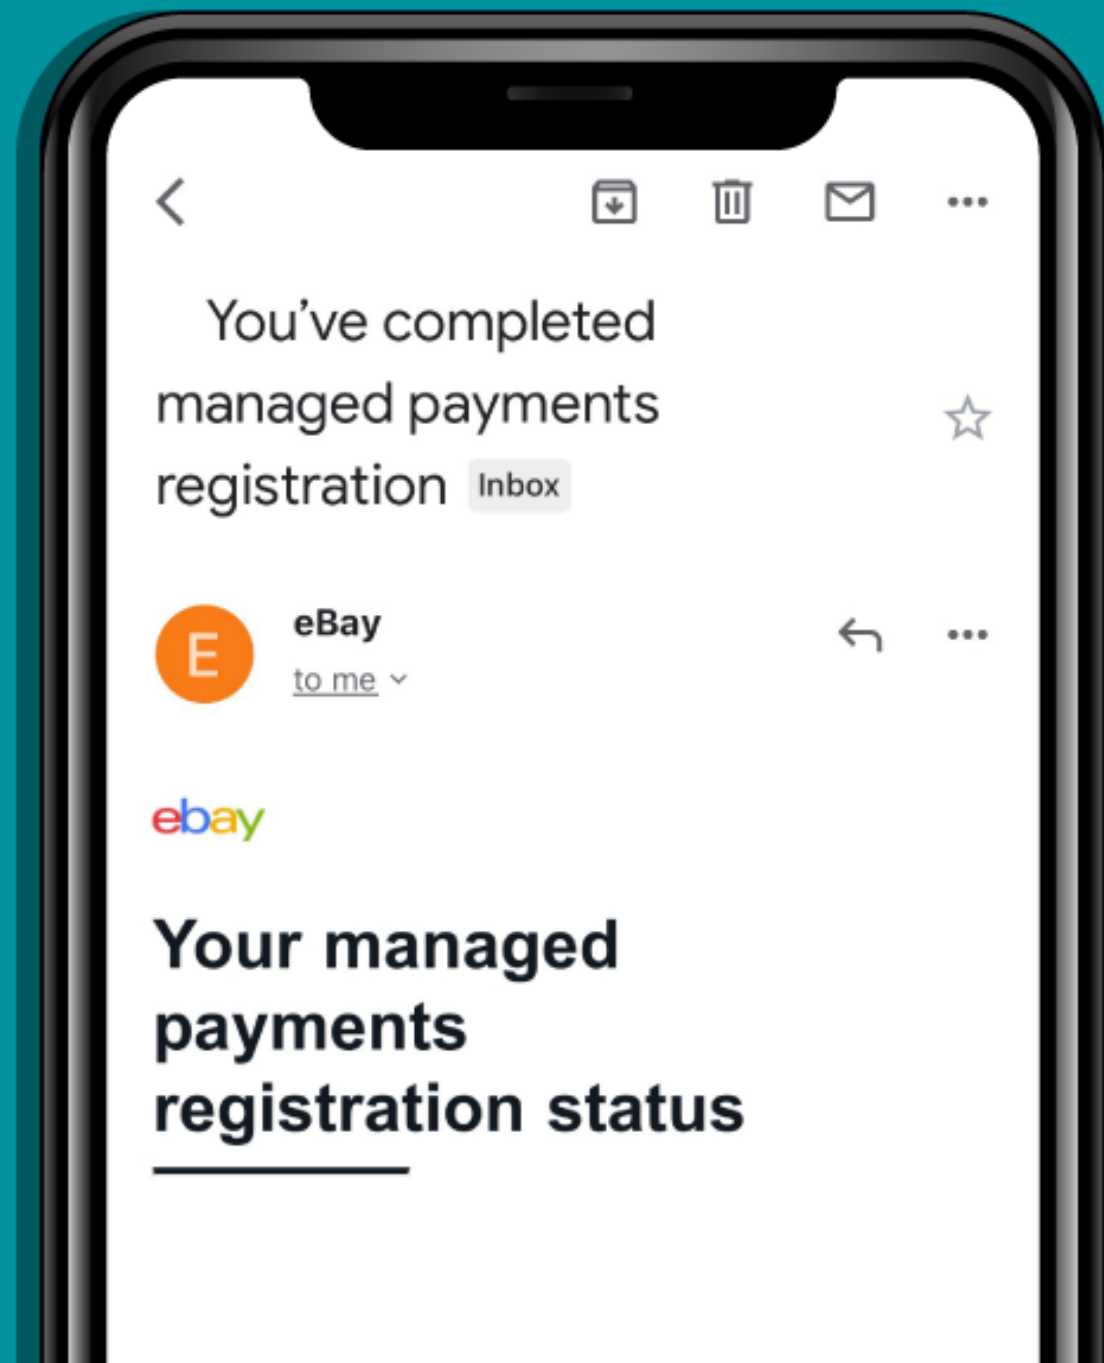 You’ve completed
managed payments
registration Inbox
E
eBay
to me
ebay
Your managed
payments
registration status